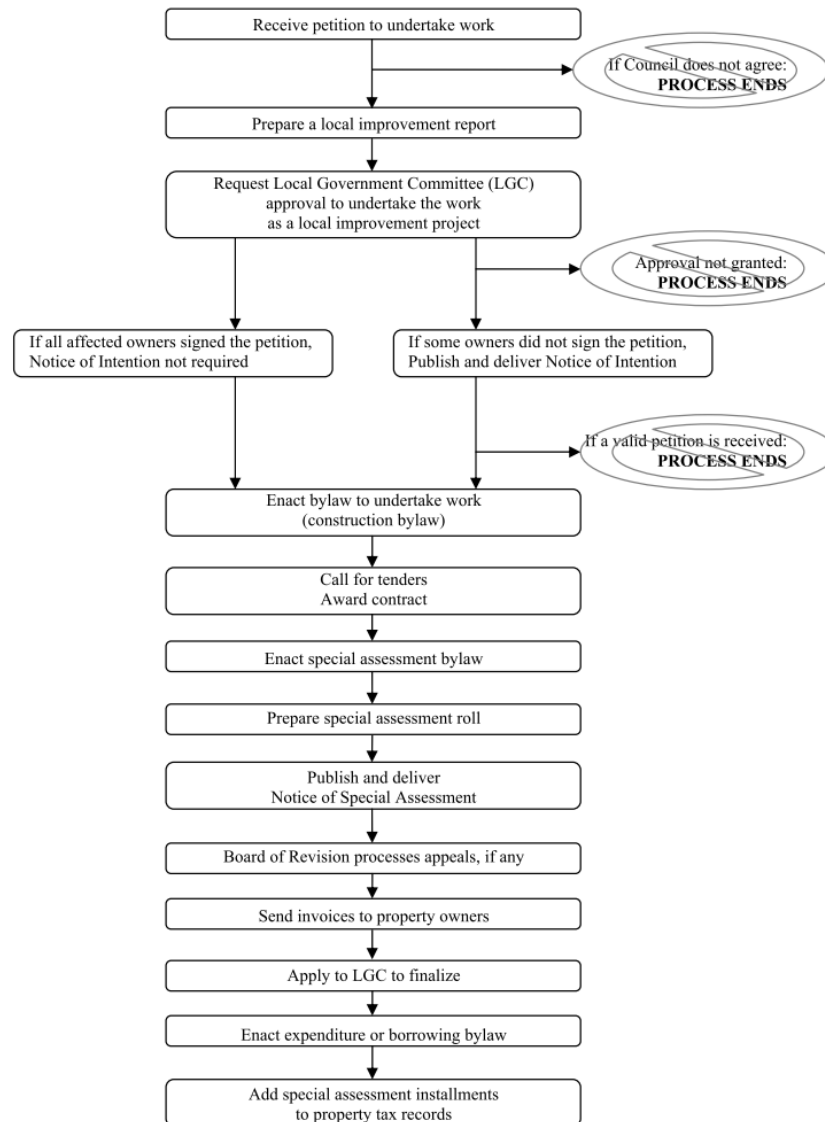 Receive petition to undertake work
If Council does not agree:
PROCESS ENDS
Prepare a local improvement report
Request Local Government Committee (LGC)
approval to undertake the work
as a local improvement project
Approval not granted:
PROCESS ENDS
If all affected owners signed the petition,
Notice of Intention not required
If some owners did not sign the petition,
Publish and deliver Notice of Intention
If a valid petition is received:
PROCESS ENDS
Enact bylaw to undertake work
(construction bylaw)
Call for tenders
Award contract
Enact special assessment bylaw
Prepare special assessment roll
Publish and deliver
Notice of Special Assessment
Board of Revision processes appeals, if any
Send invoices to property owners
Apply to LGC to finalize
Enact expenditure or borrowing bylaw
Add special assessment installments
to property tax records